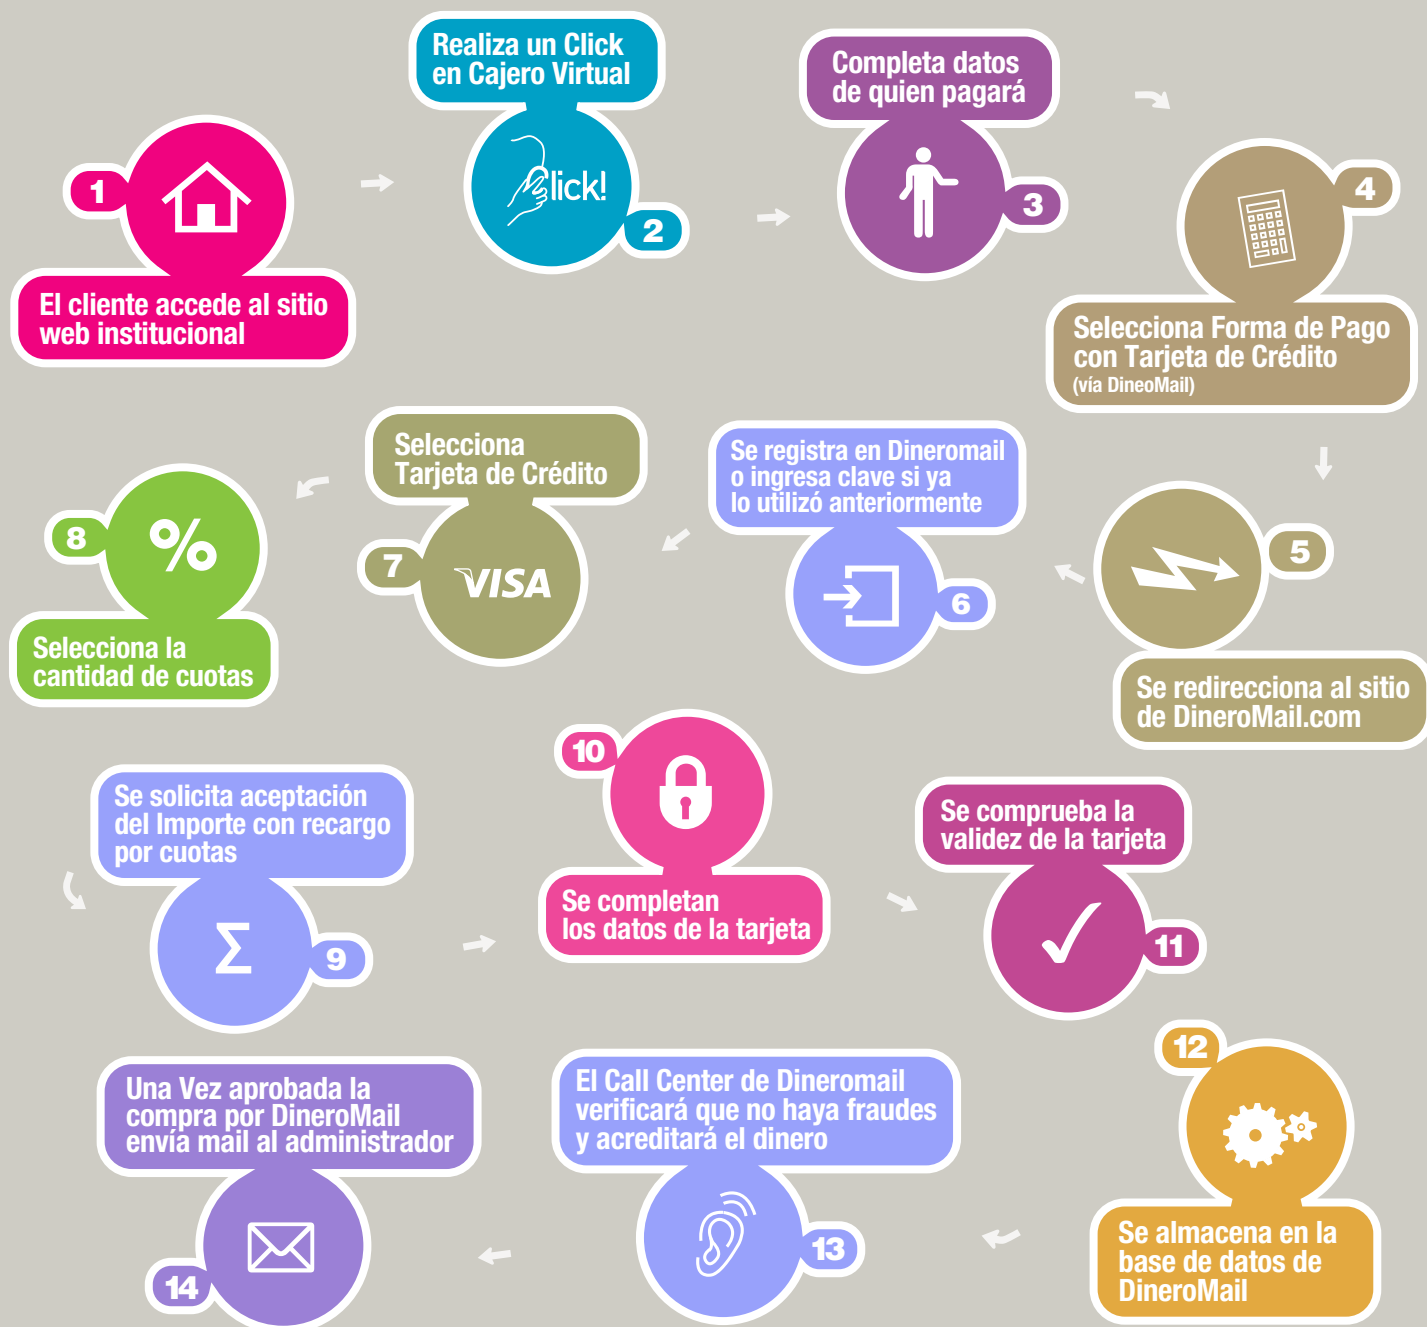 1
El cliente accede al sitio
web institucional
Realiza un Click
en Cajero Virtual
lick!
2
Completa datos
de quien pagará
3
4
Selecciona Forma de Pago
con Tarjeta de Crédito
(vía DineoMail)
5
Se redirecciona al sitio
de DineroMail.com
Se registra en Dineromail
o ingresa clave si ya
lo utilizó anteriormente
6
Selecciona
Tarjeta de Crédito
7
VISA
8
%
Selecciona la
cantidad de cuotas
Se solicita aceptación
del Importe con recargo
por cuotas
Σ
9
10
Se completan
los datos de la tarjeta
Se comprueba la
validez de la tarjeta
11
12
Se almacena en la
base de datos de
DineroMail
El Call Center de Dineromail
verificará que no haya fraudes
y acreditará el dinero
13
Una Vez aprobada la
compra por DineroMail
envía mail al administrador
14